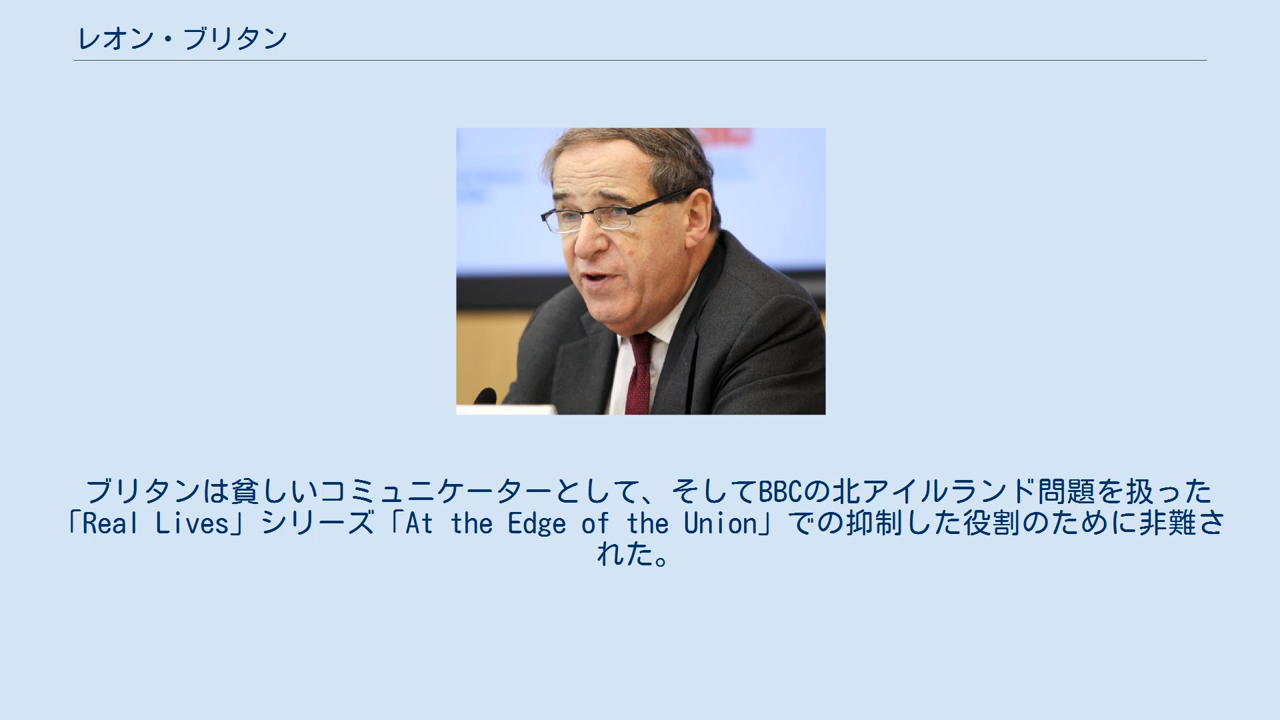 レオン・ブリタン
ブリタンは貧しいコミュニケーターとして、そしてBBCの北アイルランド問題を扱った
「Real Lives」シリーズ「At the Edge of the Union」での抑制した役割のために非難さ
れた。